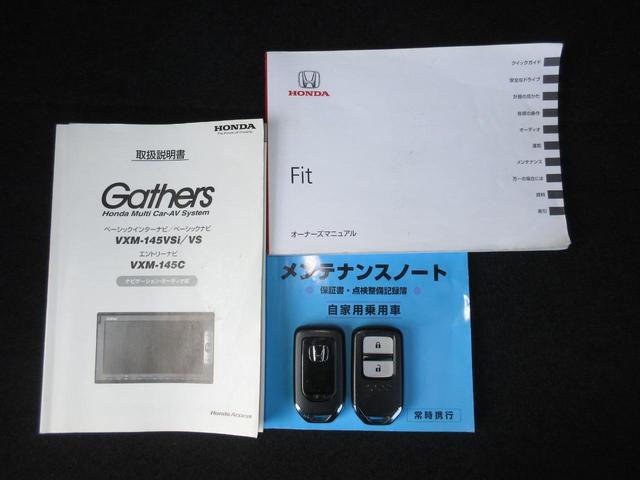 HONDA
The Power of Dreams
取扱説明書
Gathers
Honda Multi Car-AV System
ベーシックインターナビ/ベーシックナビ
VXM-145VSi/VS
エントリーナビ
VXM-145C
ナビゲーション・オーディオ編
Honda Access
HONDA
Fit
オーナーズマニュアル
クイックガイド
安全なドライブ
計器の見かた
各部の操作
オーディオ
運転
メンテナンス
万一の場合には
資料
索引
メンテナンスノート
保証書・点検整備記録簿
自家用乗用車
常時携行